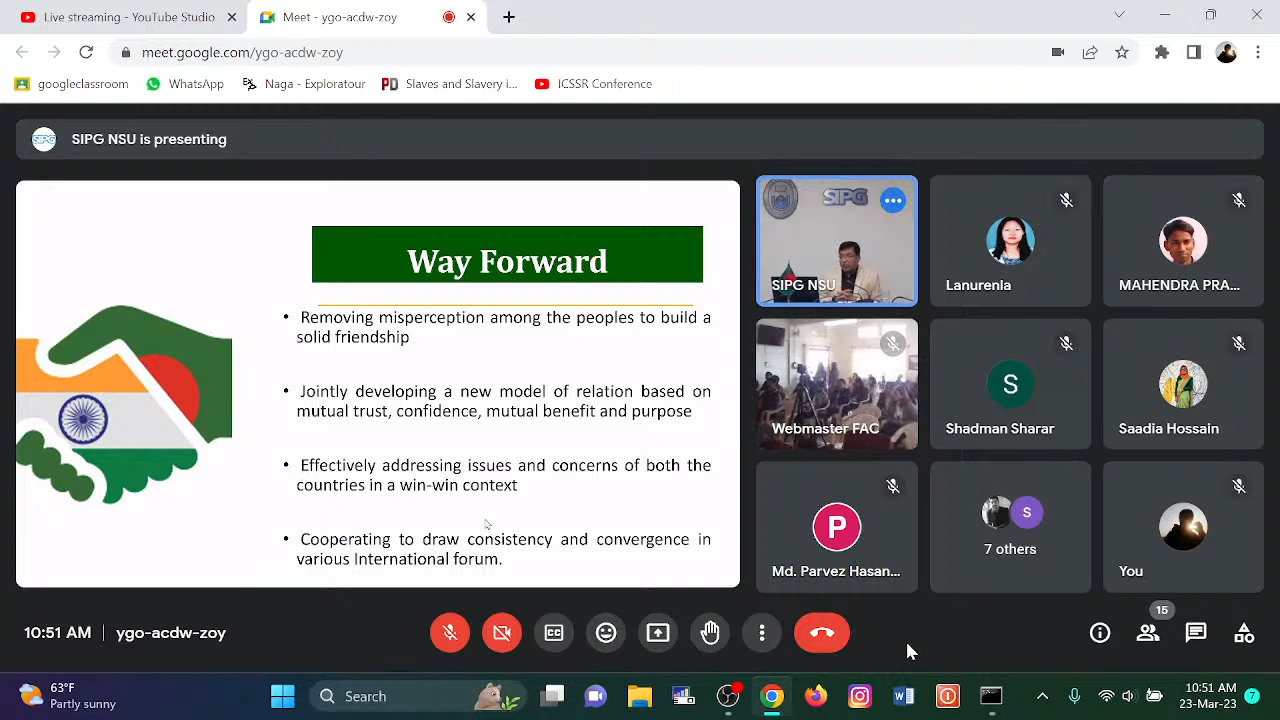 Live streaming - YouTube Studio
Meet - ygo-acdw-zoy
meet.google.com/ygo-acdw-zoy
googleclassroom
WhatsApp
Naga - Exploratour
PD Slaves and Slavery i...
ICSSR Conference
SIPG NSU is presenting
Way Forward
• Removing misperception among the peoples to build a
solid friendship
• Jointly developing a new model of relation based on
mutual trust, confidence, mutual benefit and purpose
• Effectively addressing issues and concerns of both the
countries in a win-win context
• Cooperating to draw consistency and convergence in
various International forum.
SIPG
SIPG NSU
Lanurenla
MAHENDRA PRA...
Webmaster FAC
S
Shadman Sharar
Saadia Hossain
P
Md. Parvez Hasan...
S
7 others
You
10:51 AM | ygo-acdw-zoy
15
63°F
Partly sunny
Search
10:51 AM
23-Mar-23
7